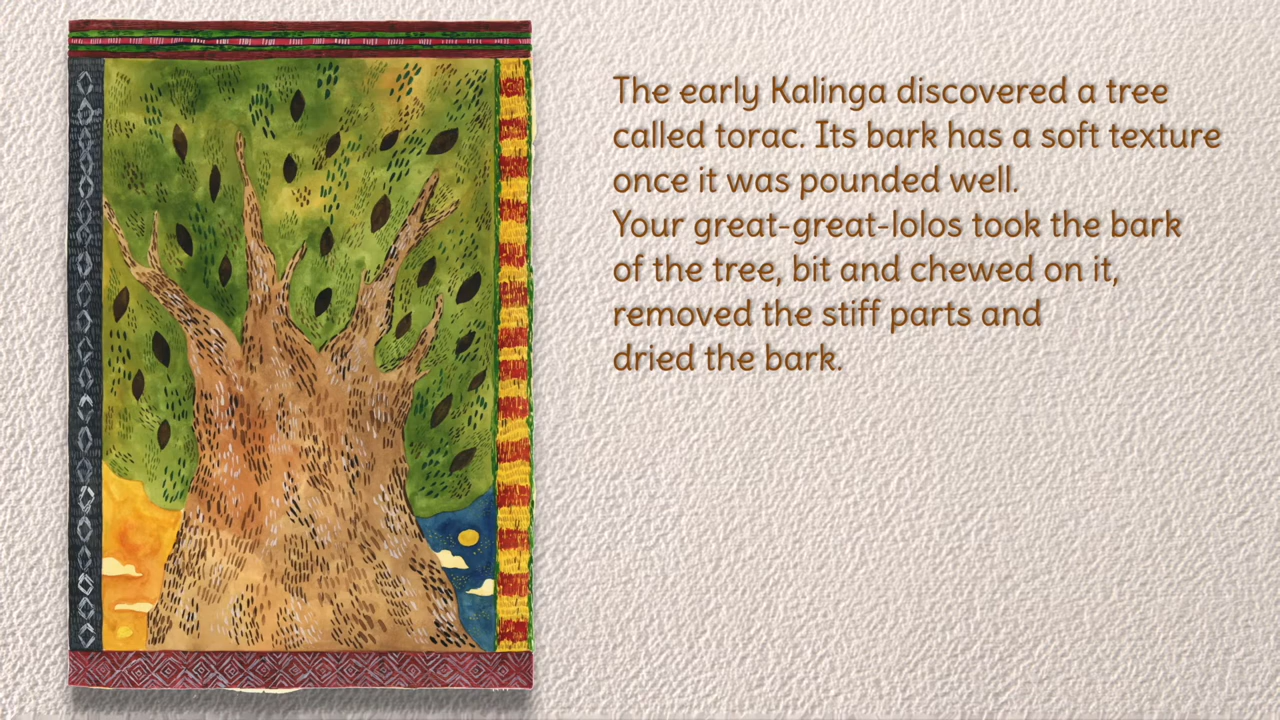 The early Kalinga discovered a tree
called torac. Its bark has a soft texture
once it was pounded well.
Your great-great-lolos took the bark
of the tree, bit and chewed on it,
removed the stiff parts and
dried the bark.